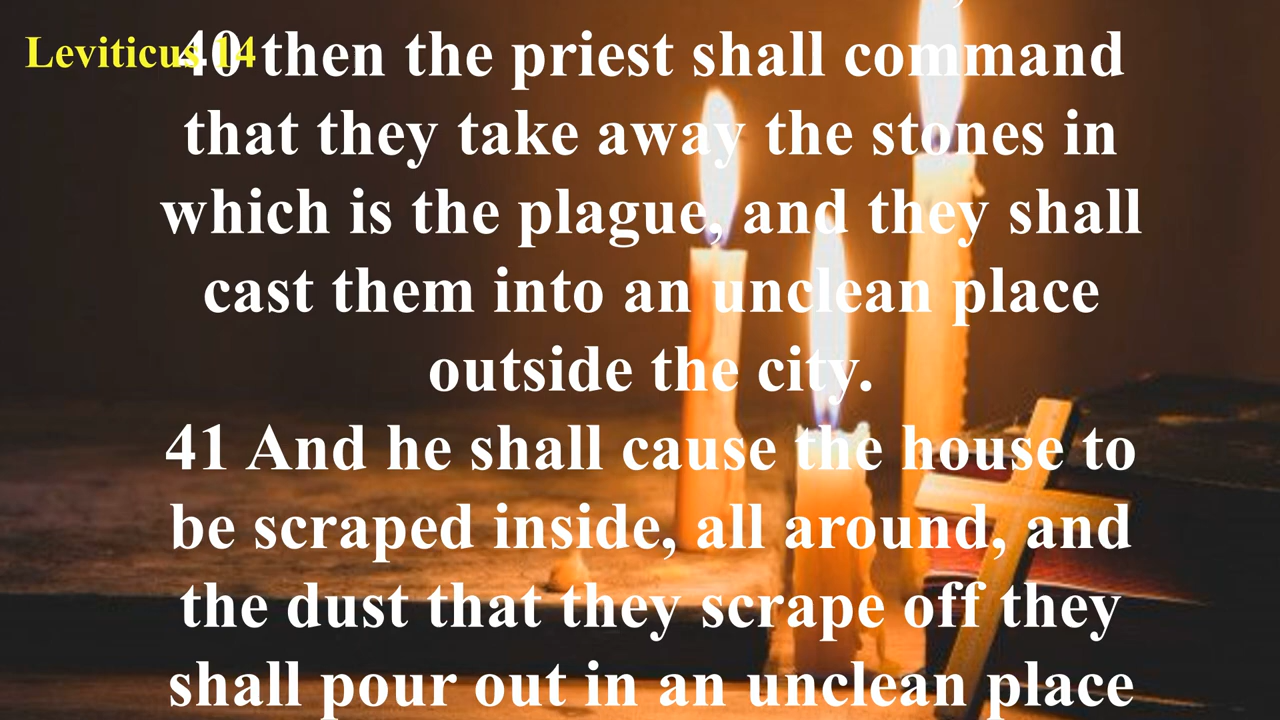 Leviticus 14
40 then the priest shall command
that they take away the stones in
which is the plague, and they shall
cast them into an unclean place
outside the city.
41 And he shall cause the house to
be scraped inside, all around, and
the dust that they scrape off they
shall pour out in an unclean place